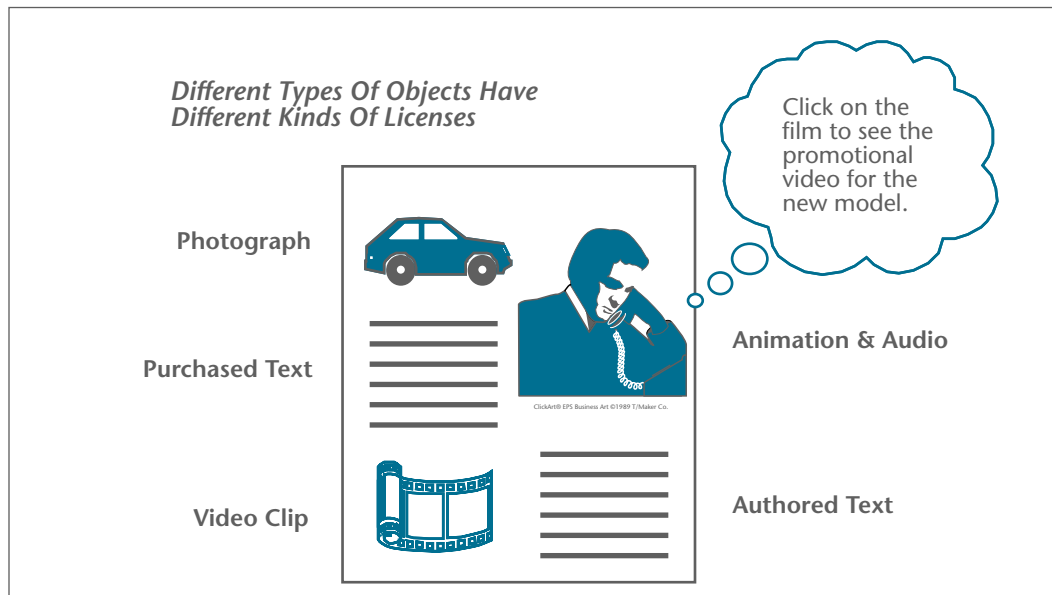 Different Types Of Objects Have
Different Kinds Of Licenses
Click on the
film to see the
promotional
video for the
new model.
Photograph
Purchased Text
Animation & Audio
ClickArt® EPS Business Art ©1989 T/Maker Co.
Video Clip
Authored Text